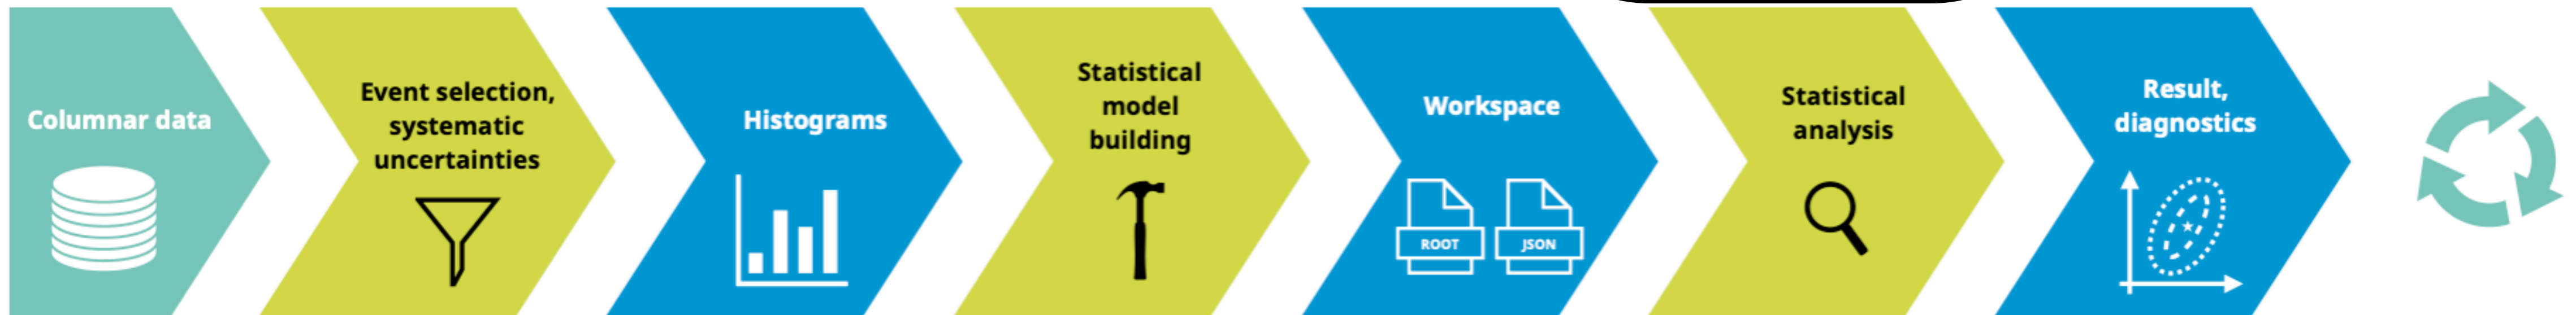 Columnar data
Event selection,
systematic
uncertainties
Histograms
Statistical
model
building
Workspace
ROOT
JSON
Statistical
analysis
Result,
diagnostics